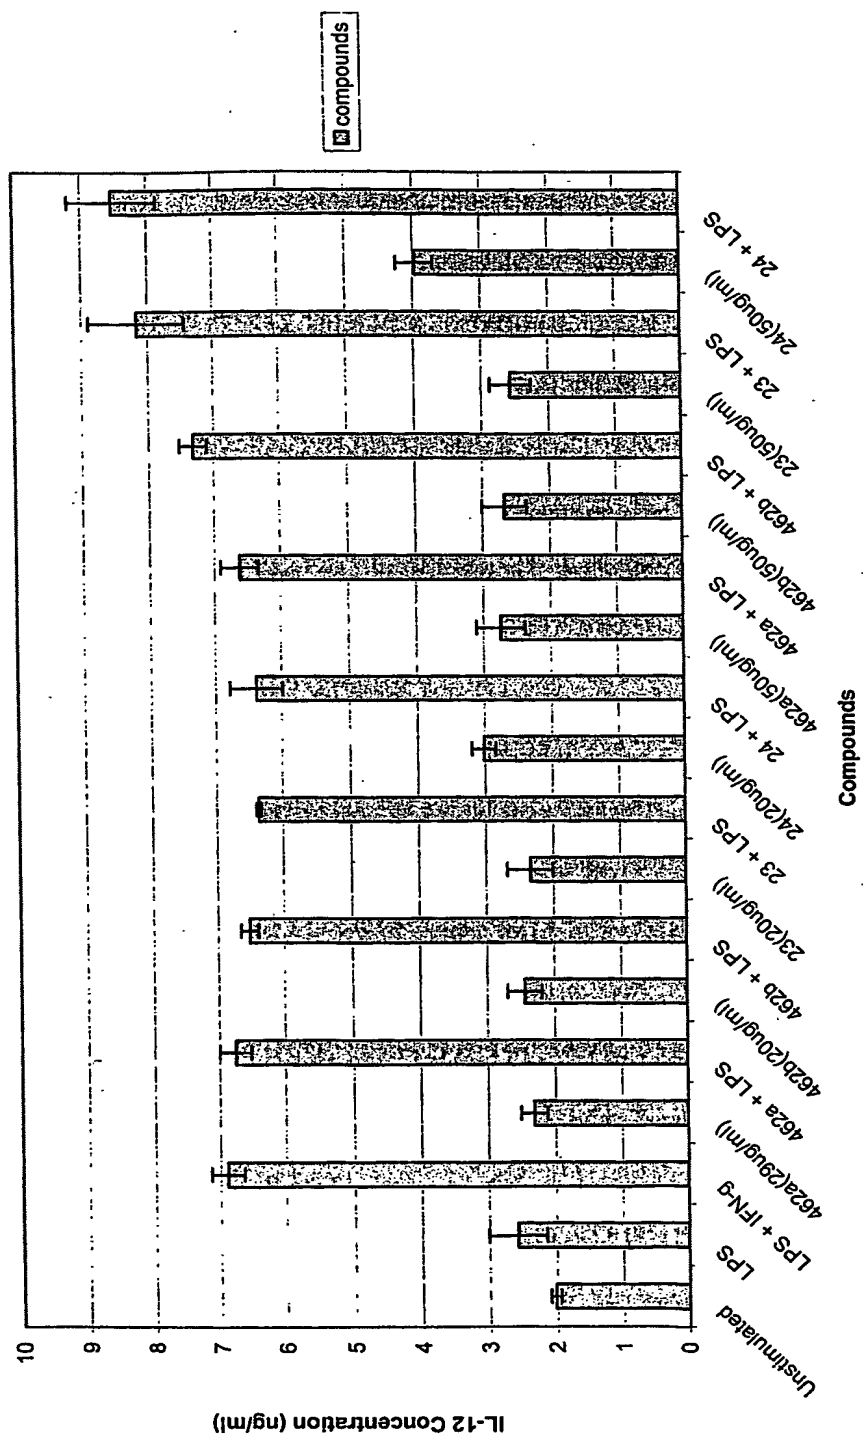 compounds
IL-12 Concentration (ng/ml)
10
9
8
7
6
5
4
3
2
1
0
Unstimulated
LPS
LPS + IFN-g
462a(29ug/ml)
462a + LPS
462b(20ug/ml)
462b + LPS
23(20ug/ml)
23 + LPS
24(20ug/ml)
24 + LPS
462a(50ug/ml)
462a + LPS
462b(50ug/ml)
462b + LPS
23(50ug/ml)
23 + LPS
24(50ug/ml)
24 + LPS
Compounds